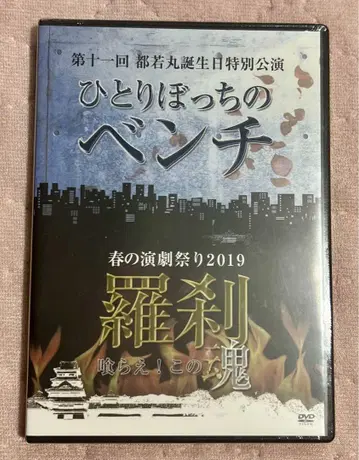 第十一回 都若丸誕生日特別公演
ひとりぼっちの
ベンチ
春の演劇祭り2019
羅刹
喰らえ!この魂
DVD